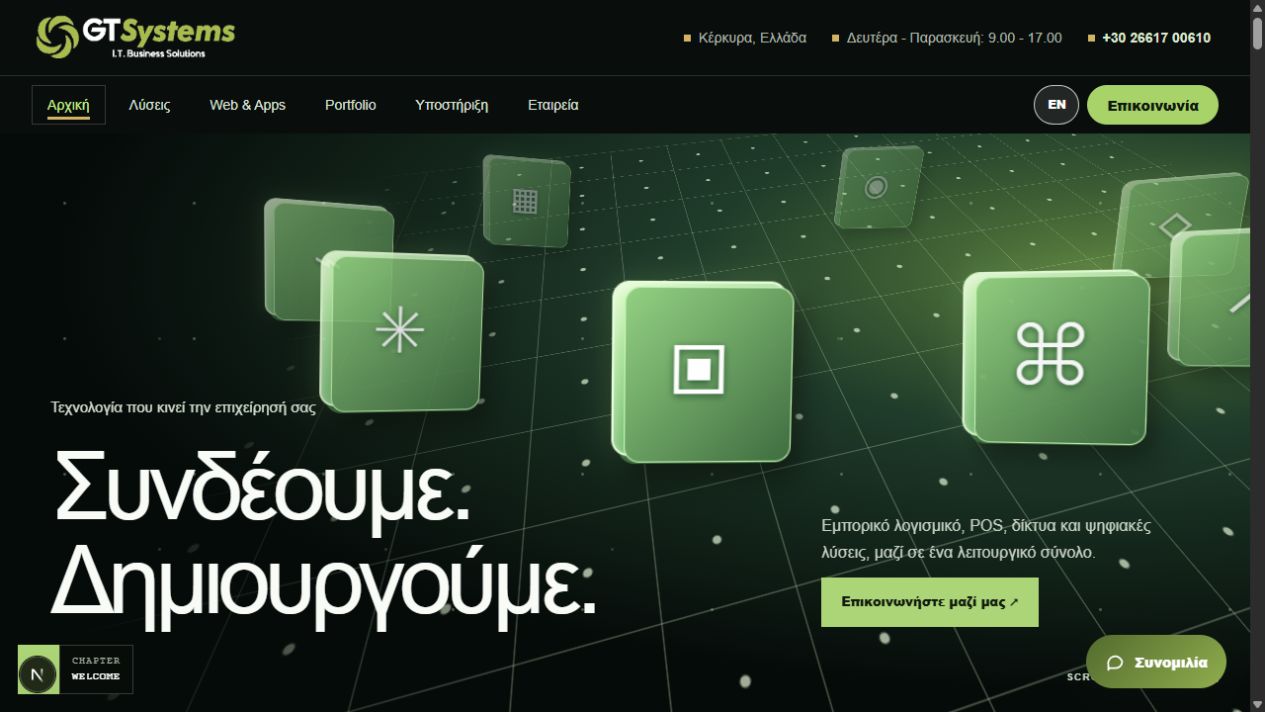 GTSystems
I.T. Business Solutions
Κέρκυρα, Ελλάδα
Δευτέρα - Παρασκευή: 9.00 - 17.00
+30 26617 00610
Αρχική
Λύσεις
Web & Apps
Portfolio
Υποστήριξη
Εταιρεία
EN
Επικοινωνία
Τεχνολογία που κινεί την επιχείρησή σας
Συνδέουμε.
Δημιουργούμε.
Εμπορικό λογισμικό, POS, δίκτυα και ψηφιακές
λύσεις, μαζί σε ένα λειτουργικό σύνολο.
Επικοινωνήστε μαζί μας ↗
N
CHAPTER
WELCOME
Συνομιλία